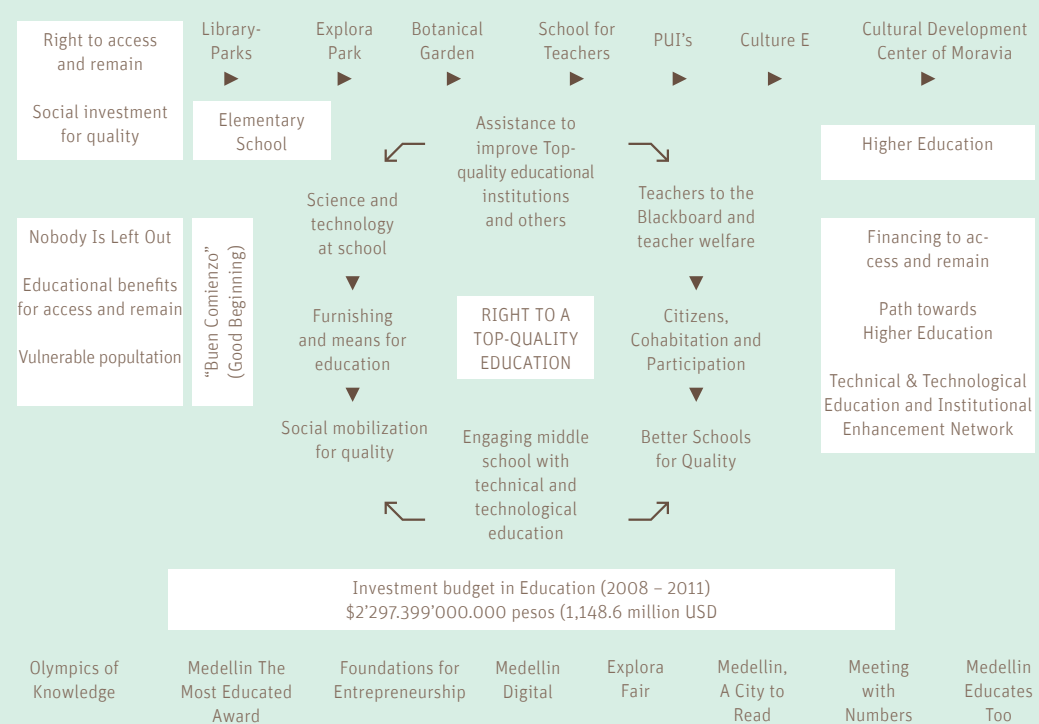 Right to access
and remain
Social investment
for quality
Library-
Parks
Explora
Park
Botanical
Garden
School for
Teachers
PUI's
Culture E
Cultural Development
Center of Moravia
Elementary
School
Assistance to
improve Top-
quality educational
institutions
and others
Higher Education
Science and
technology
at school
Teachers to the
Blackboard and
teacher welfare
Nobody Is Left Out
Educational benefits
for access and remain
Vulnerable popultation
"Buen Comienzo"
(Good Beginning)
Furnishing
and means for
education
RIGHT TO A
TOP-QUALITY
EDUCATION
Citizens,
Cohabitation and
Participation
Financing to ac-
cess and remain
Path towards
Higher Education
Technical & Technological
Education and Institutional
Enhancement Network
Social mobilization
for quality
Engaging middle
school with
technical and
technological
education
Better Schools
for Quality
Investment budget in Education (2008 – 2011)
$2'297.399'000.000 pesos (1,148.6 million USD
Olympics of
Knowledge
Medellin The
Most Educated
Award
Foundations for
Entrepreneurship
Medellin
Digital
Explora
Fair
Medellin,
A City to
Read
Meeting
with
Numbers
Medellin
Educates
Too